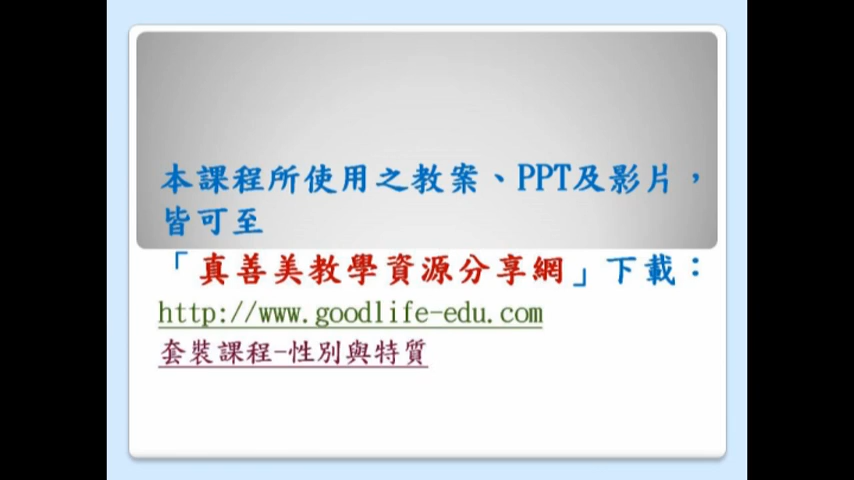 本課程所使用之教案、PPT及影片，
皆可至
「真善美教學資源分享網」下載：
http://www.goodlife-edu.com
套裝課程-性別與特質